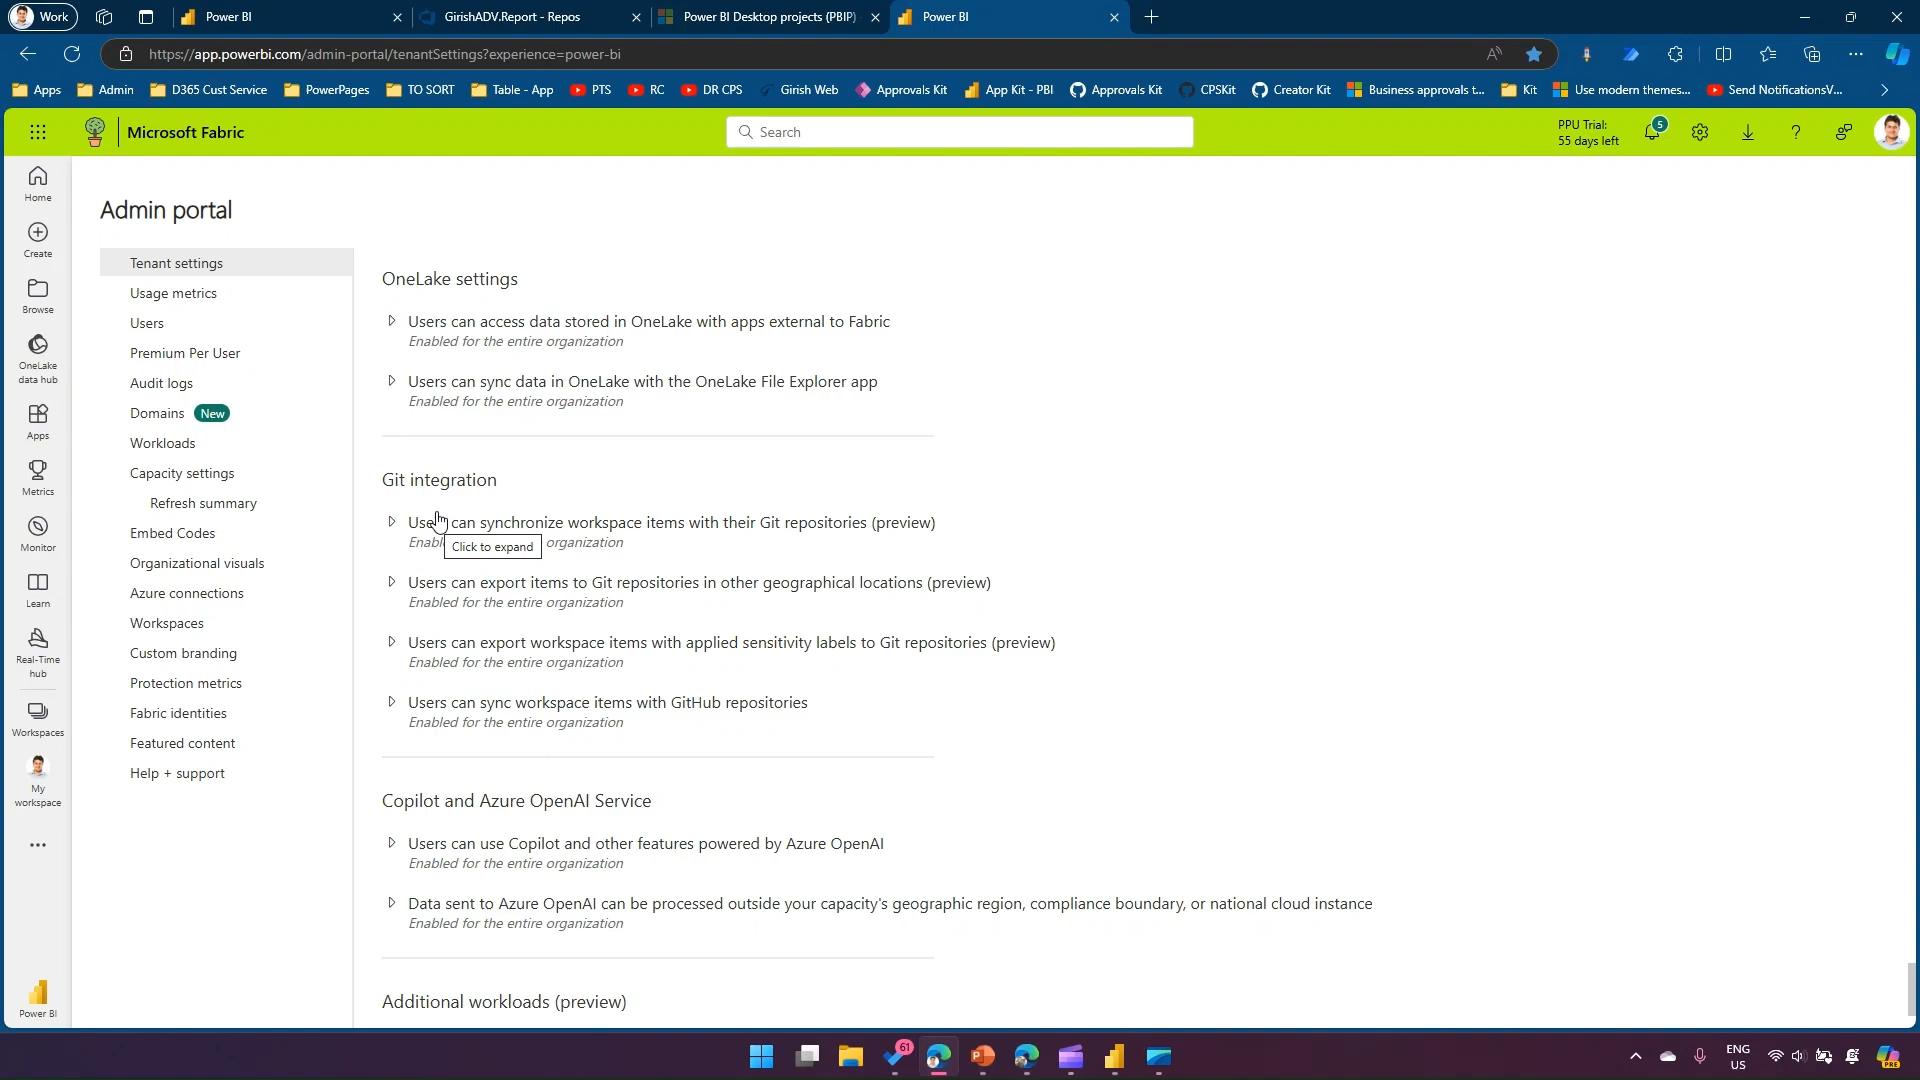 Work
Power BI
GirishADV.Report - Repos
Power BI Desktop projects (PBIP)
Power BI
https://app.powerbi.com/admin-portal/tenantSettings?experience=power-bi
Apps
Admin
D365 Cust Service
PowerPages
TO SORT
Table - App
PTS
RC
DR CPS
Girish Web
Approvals Kit
App Kit - PBI
Approvals Kit
CPSKit
Creator Kit
Business approvals t...
Kit
Use modern themes...
Send NotificationsV...
Microsoft Fabric
Search
PPU Trial:
55 days left
5
Home
Create
Browse
OneLake
data hub
Apps
Metrics
Monitor
Learn
Real-Time
hub
Workspaces
My
workspace
Power BI
Admin portal
Tenant settings
Usage metrics
Users
Premium Per User
Audit logs
Domains New
Workloads
Capacity settings
Refresh summary
Embed Codes
Organizational visuals
Azure connections
Workspaces
Custom branding
Protection metrics
Fabric identities
Featured content
Help + support
OneLake settings
Users can access data stored in OneLake with apps external to Fabric
Enabled for the entire organization
Users can sync data in OneLake with the OneLake File Explorer app
Enabled for the entire organization
Git integration
Users can synchronize workspace items with their Git repositories (preview)
Enabl organization
Click to expand
Users can export items to Git repositories in other geographical locations (preview)
Enabled for the entire organization
Users can export workspace items with applied sensitivity labels to Git repositories (preview)
Enabled for the entire organization
Users can sync workspace items with GitHub repositories
Enabled for the entire organization
Copilot and Azure OpenAI Service
Users can use Copilot and other features powered by Azure OpenAI
Enabled for the entire organization
Data sent to Azure OpenAI can be processed outside your capacity's geographic region, compliance boundary, or national cloud instance
Enabled for the entire organization
Additional workloads (preview)
61
ENG
US
PRE